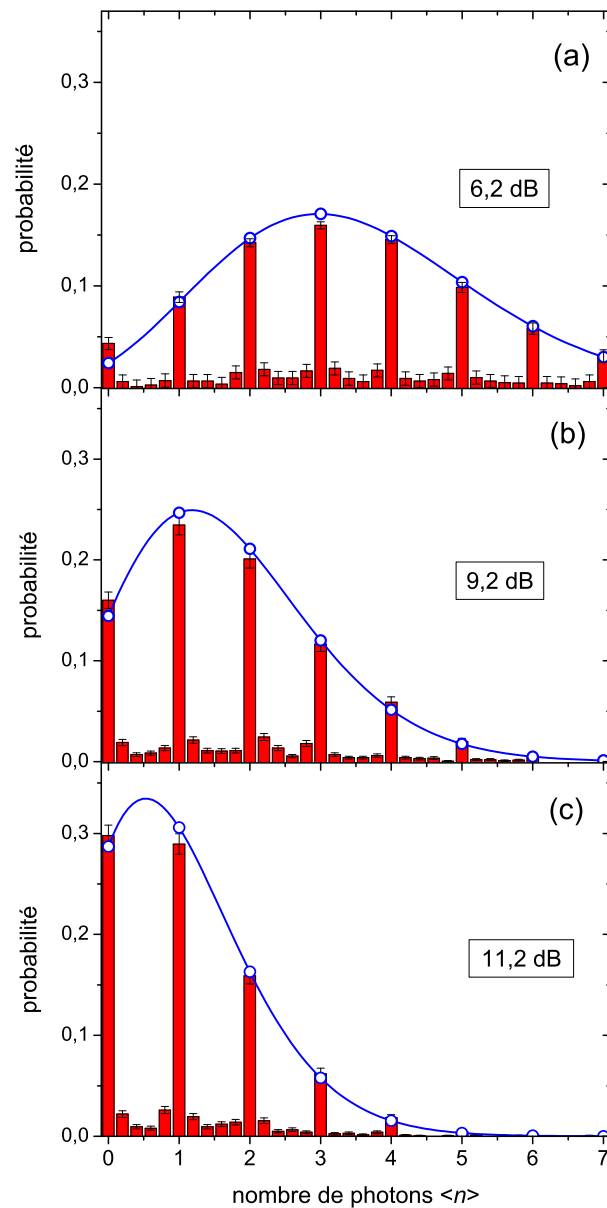 (a)
0,3
0,2
0,1
0,0
probabilité
6,2 dB
(b)
0,3
0,2
0,1
0,0
probabilité
9,2 dB
(c)
0,3
0,2
0,1
0,0
probabilité
11,2 dB
0 1 2 3 4 5 6 7
nombre de photons <n>